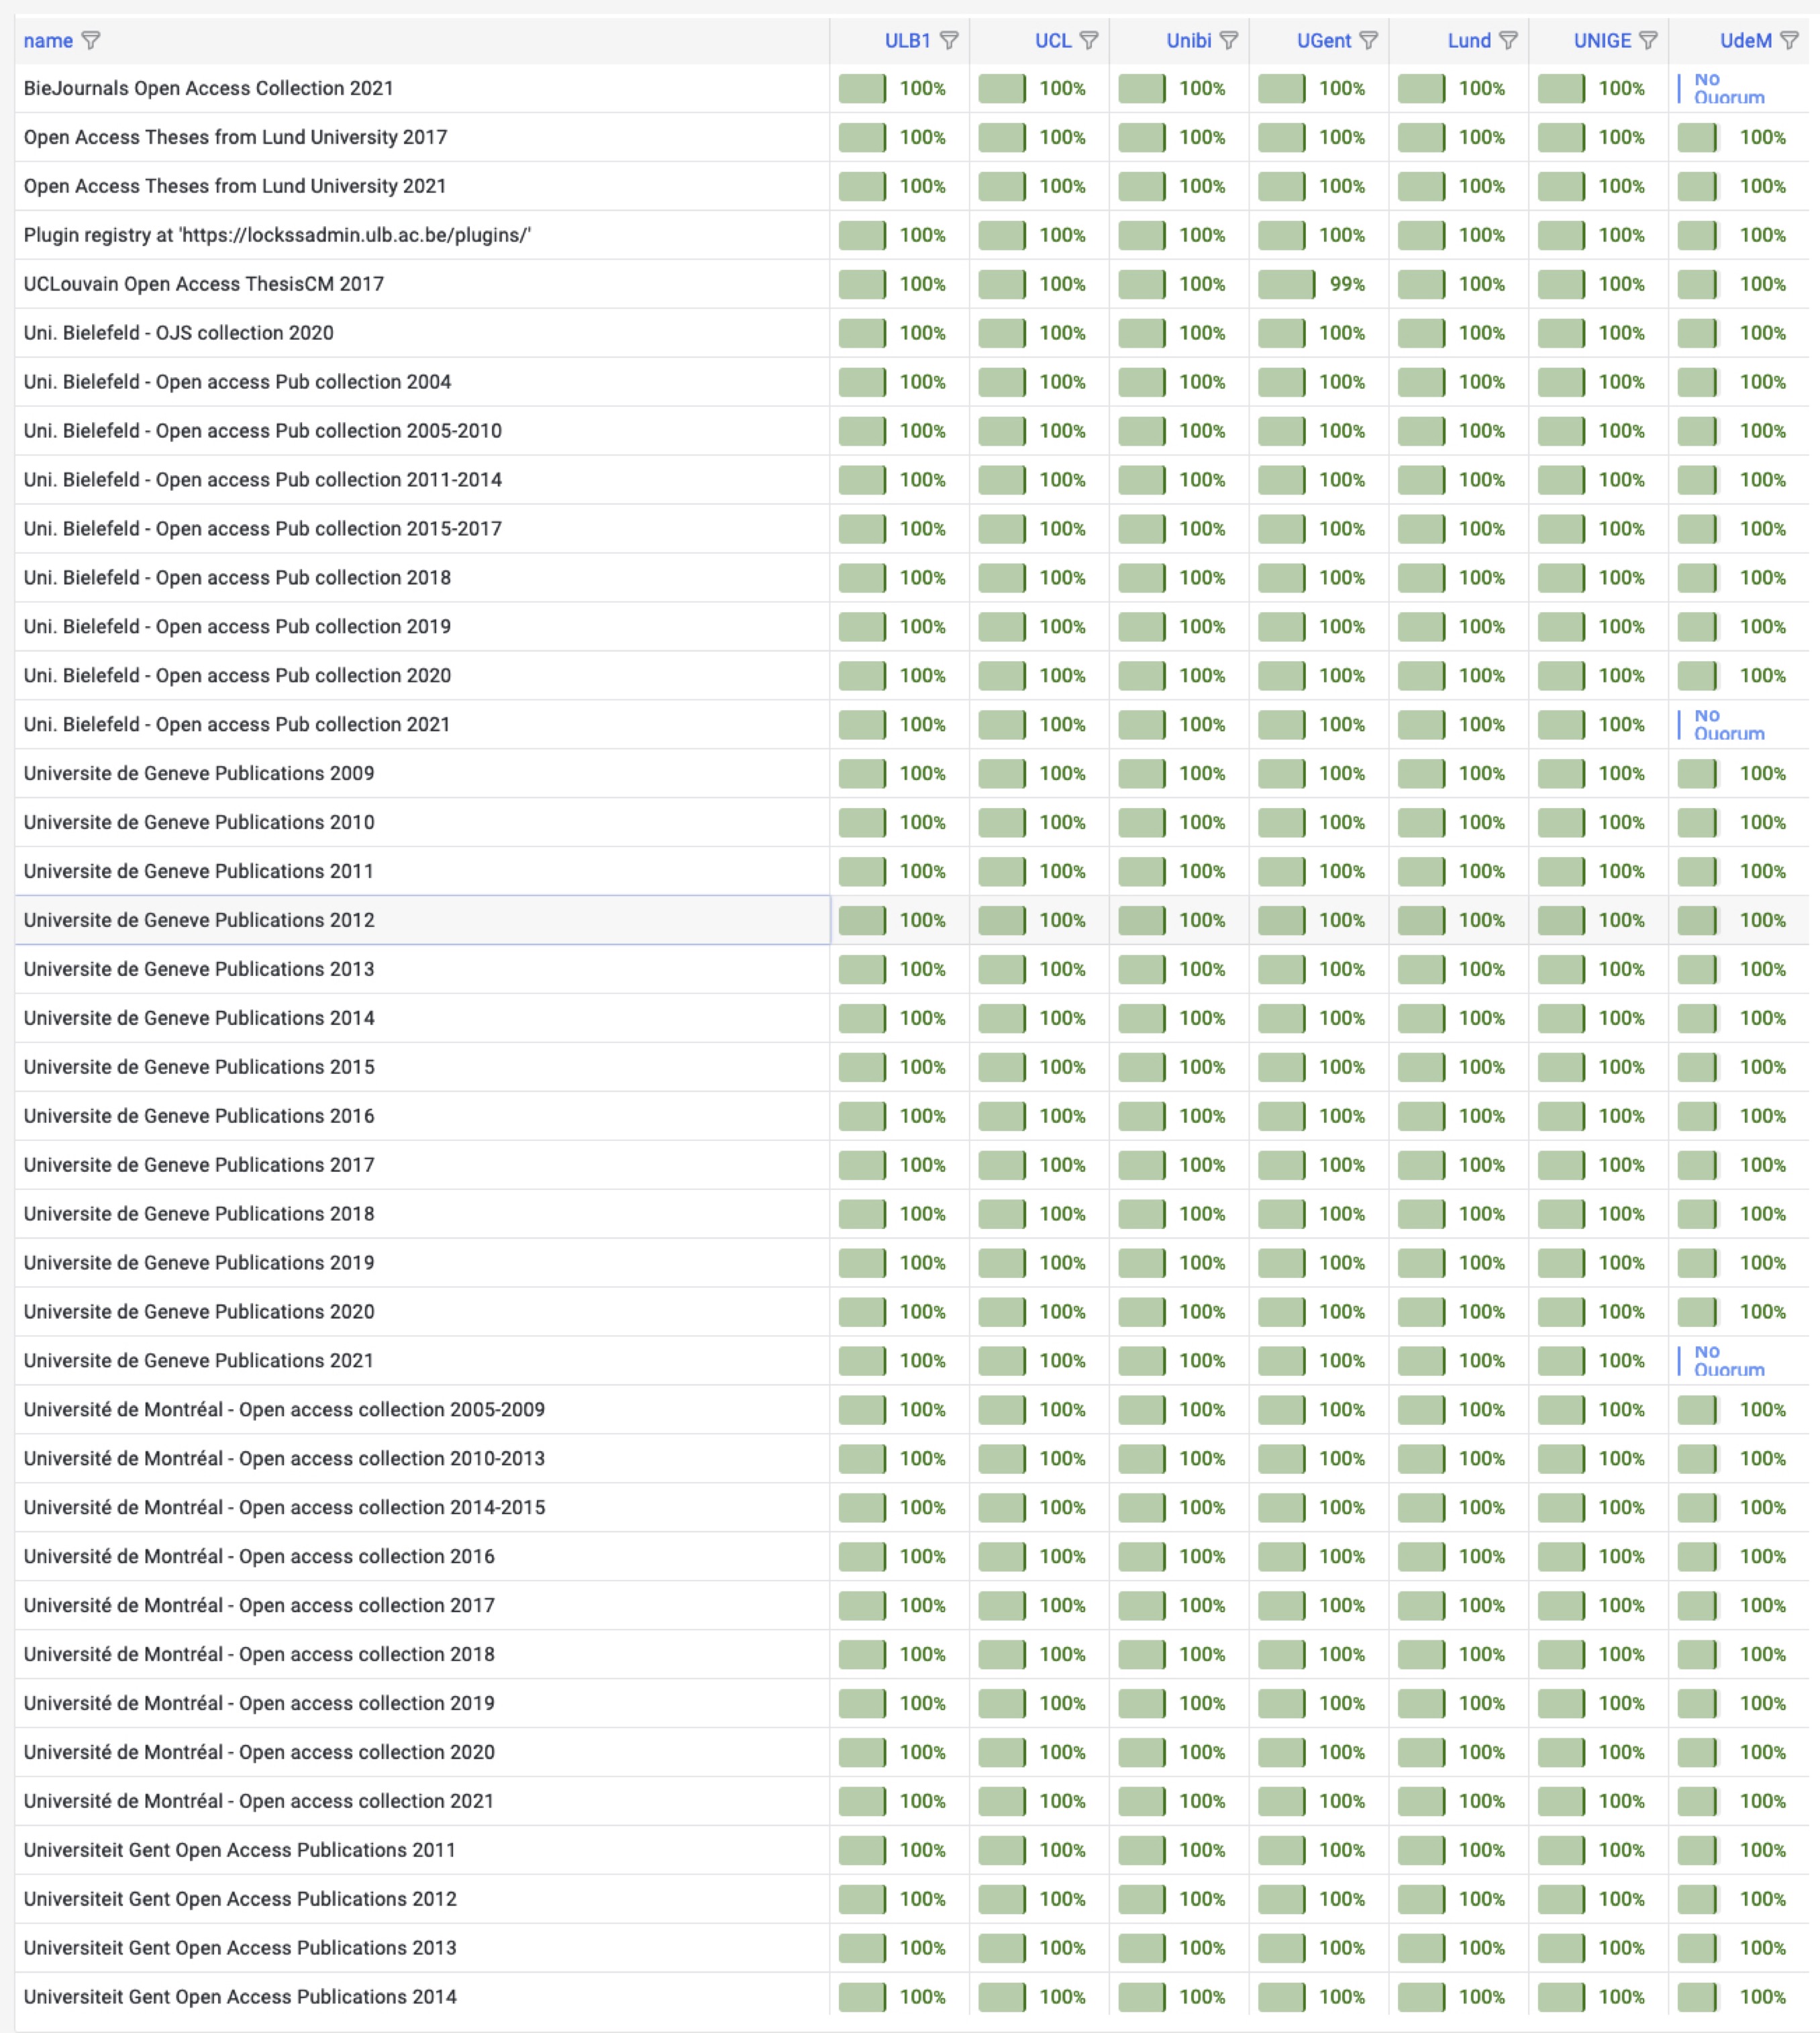 name ULB1 UCL Unibi UGent Lund UNIGE UdeM
BieJournals Open Access Collection 2021 100% 100% 100% 100% 100% 100% No
Quorum
Open Access Theses from Lund University 2017 100% 100% 100% 100% 100% 100% 100%
Open Access Theses from Lund University 2021 100% 100% 100% 100% 100% 100% 100%
Plugin registry at 'https://lockssadmin.ulb.ac.be/plugins/' 100% 100% 100% 100% 100% 100% 100%
UCLouvain Open Access ThesisCM 2017 100% 100% 100% 99% 100% 100% 100%
Uni. Bielefeld - OJS collection 2020 100% 100% 100% 100% 100% 100% 100%
Uni. Bielefeld - Open access Pub collection 2004 100% 100% 100% 100% 100% 100% 100%
Uni. Bielefeld - Open access Pub collection 2005-2010 100% 100% 100% 100% 100% 100% 100%
Uni. Bielefeld - Open access Pub collection 2011-2014 100% 100% 100% 100% 100% 100% 100%
Uni. Bielefeld - Open access Pub collection 2015-2017 100% 100% 100% 100% 100% 100% 100%
Uni. Bielefeld - Open access Pub collection 2018 100% 100% 100% 100% 100% 100% 100%
Uni. Bielefeld - Open access Pub collection 2019 100% 100% 100% 100% 100% 100% 100%
Uni. Bielefeld - Open access Pub collection 2020 100% 100% 100% 100% 100% 100% 100%
Uni. Bielefeld - Open access Pub collection 2021 100% 100% 100% 100% 100% 100% No
Quorum
Universite de Geneve Publications 2009 100% 100% 100% 100% 100% 100% 100%
Universite de Geneve Publications 2010 100% 100% 100% 100% 100% 100% 100%
Universite de Geneve Publications 2011 100% 100% 100% 100% 100% 100% 100%
Universite de Geneve Publications 2012 100% 100% 100% 100% 100% 100% 100%
Universite de Geneve Publications 2013 100% 100% 100% 100% 100% 100% 100%
Universite de Geneve Publications 2014 100% 100% 100% 100% 100% 100% 100%
Universite de Geneve Publications 2015 100% 100% 100% 100% 100% 100% 100%
Universite de Geneve Publications 2016 100% 100% 100% 100% 100% 100% 100%
Universite de Geneve Publications 2017 100% 100% 100% 100% 100% 100% 100%
Universite de Geneve Publications 2018 100% 100% 100% 100% 100% 100% 100%
Universite de Geneve Publications 2019 100% 100% 100% 100% 100% 100% 100%
Universite de Geneve Publications 2020 100% 100% 100% 100% 100% 100% 100%
Universite de Geneve Publications 2021 100% 100% 100% 100% 100% 100% No
Quorum
Université de Montréal - Open access collection 2005-2009 100% 100% 100% 100% 100% 100% 100%
Université de Montréal - Open access collection 2010-2013 100% 100% 100% 100% 100% 100% 100%
Université de Montréal - Open access collection 2014-2015 100% 100% 100% 100% 100% 100% 100%
Université de Montréal - Open access collection 2016 100% 100% 100% 100% 100% 100% 100%
Université de Montréal - Open access collection 2017 100% 100% 100% 100% 100% 100% 100%
Université de Montréal - Open access collection 2018 100% 100% 100% 100% 100% 100% 100%
Université de Montréal - Open access collection 2019 100% 100% 100% 100% 100% 100% 100%
Université de Montréal - Open access collection 2020 100% 100% 100% 100% 100% 100% 100%
Université de Montréal - Open access collection 2021 100% 100% 100% 100% 100% 100% 100%
Universiteit Gent Open Access Publications 2011 100% 100% 100% 100% 100% 100% 100%
Universiteit Gent Open Access Publications 2012 100% 100% 100% 100% 100% 100% 100%
Universiteit Gent Open Access Publications 2013 100% 100% 100% 100% 100% 100% 100%
Universiteit Gent Open Access Publications 2014 100% 100% 100% 100% 100% 100% 100%